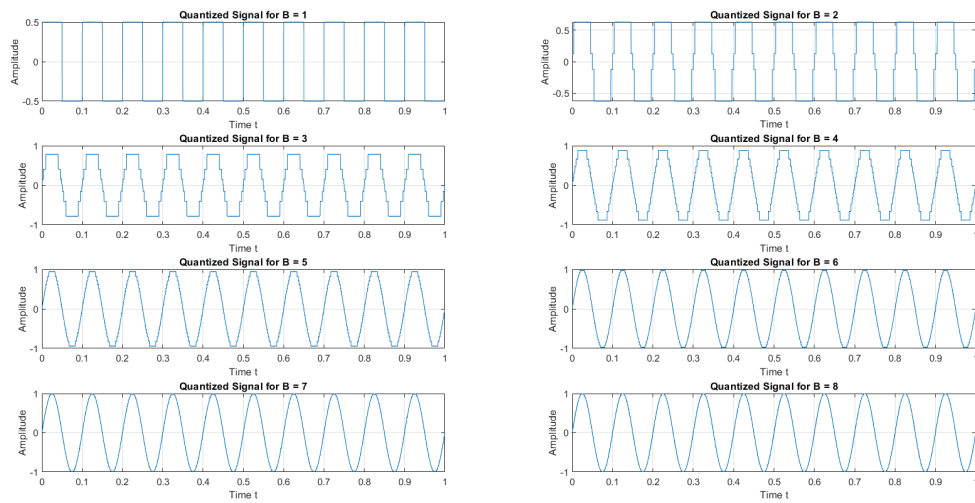 Quantized Signal for B = 1
0.5
0
-0.5
Amplitude
0 0.1 0.2 0.3 0.4 0.5 0.6 0.7 0.8 0.9 1
Time t
Quantized Signal for B = 2
0.5
0
-0.5
Amplitude
0 0.1 0.2 0.3 0.4 0.5 0.6 0.7 0.8 0.9 1
Time t
Quantized Signal for B = 3
1
0
-1
Amplitude
0 0.1 0.2 0.3 0.4 0.5 0.6 0.7 0.8 0.9 1
Time t
Quantized Signal for B = 4
1
0
-1
Amplitude
0 0.1 0.2 0.3 0.4 0.5 0.6 0.7 0.8 0.9 1
Time t
Quantized Signal for B = 5
1
0
-1
Amplitude
0 0.1 0.2 0.3 0.4 0.5 0.6 0.7 0.8 0.9 1
Time t
Quantized Signal for B = 6
1
0
-1
Amplitude
0 0.1 0.2 0.3 0.4 0.5 0.6 0.7 0.8 0.9 1
Time t
Quantized Signal for B = 7
1
0
-1
Amplitude
0 0.1 0.2 0.3 0.4 0.5 0.6 0.7 0.8 0.9 1
Time t
Quantized Signal for B = 8
1
0
-1
Amplitude
0 0.1 0.2 0.3 0.4 0.5 0.6 0.7 0.8 0.9 1
Time t